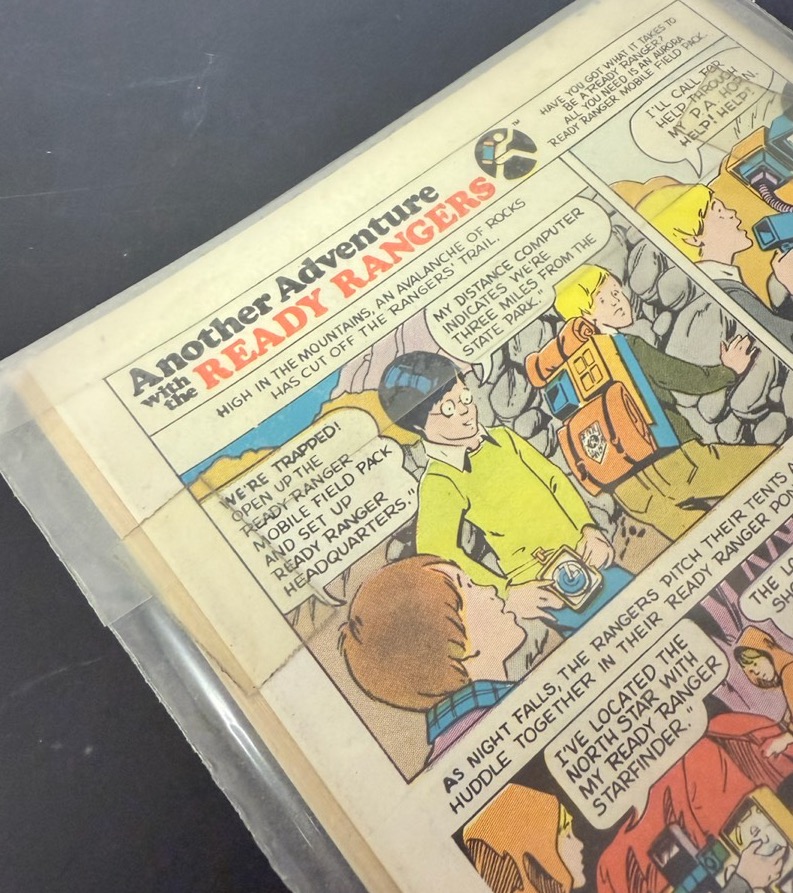 HAVE YOU GOT WHAT IT TAKES TO
BE A READY RANGER?
ALL YOU NEED IS AN AURORA
READY RANGER MOBILE FIELD PACK.
™
Another Adventure
with the
READY RANGERS
HIGH IN THE MOUNTAINS, AN AVALANCHE OF ROCKS
HAS CUT OFF THE RANGERS' TRAIL.
MY DISTANCE COMPUTER
INDICATES WE'RE
THREE MILES FROM THE
STATE PARK."
WE'RE TRAPPED!
OPEN UP THE
READY RANGER
MOBILE FIELD PACK
AND SET UP
READY RANGER
HEADQUARTERS."
I'LL CALL FOR
HELP THROUGH
MY P.A. HORN.
HELP! HELP!
AS NIGHT FALLS, THE RANGERS PITCH THEIR TENTS
HUDDLE TOGETHER IN THEIR READY RANGER
I'VE LOCATED THE
NORTH STAR WITH
MY READY RANGER
STARFINDER."
THE